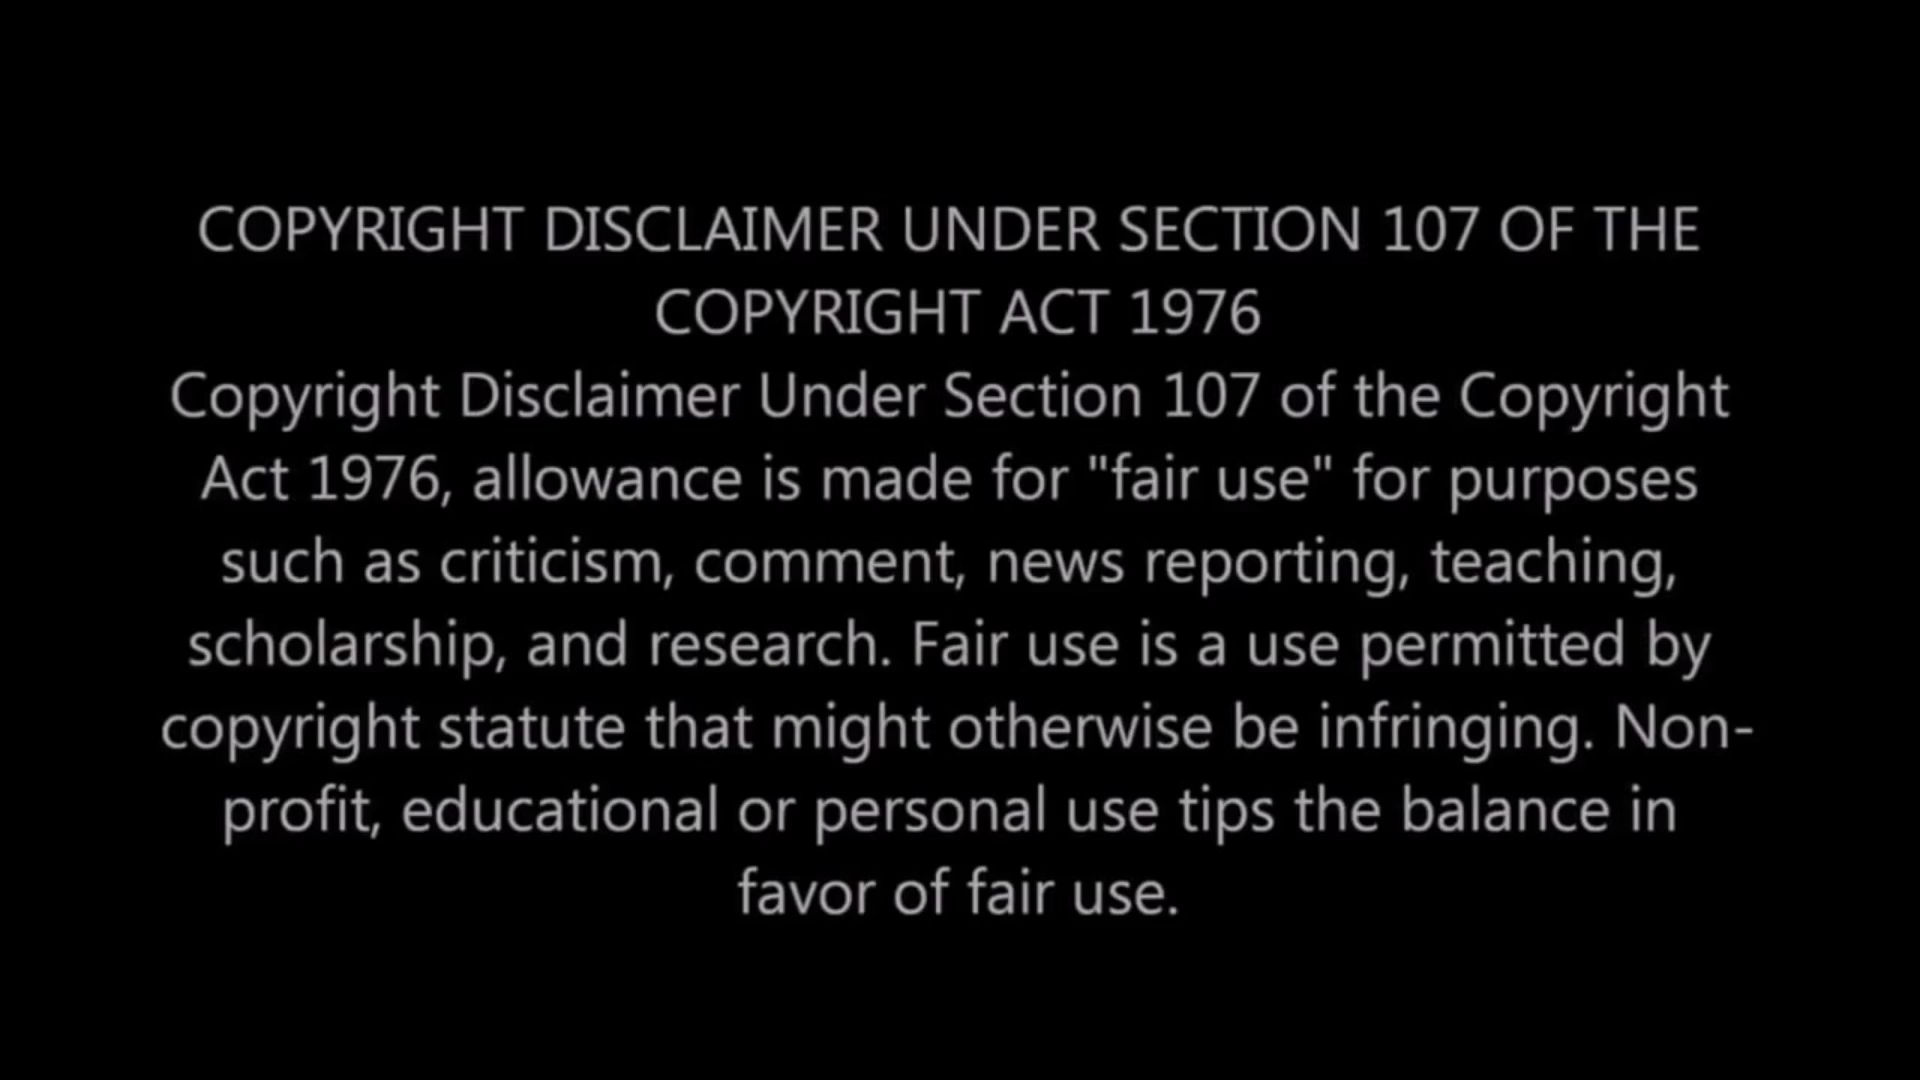 COPYRIGHT DISCLAIMER UNDER SECTION 107 OF THE
COPYRIGHT ACT 1976
Copyright Disclaimer Under Section 107 of the Copyright
Act 1976, allowance is made for "fair use" for purposes
such as criticism, comment, news reporting, teaching,
scholarship, and research. Fair use is a use permitted by
copyright statute that might otherwise be infringing. Non-
profit, educational or personal use tips the balance in
favor of fair use.